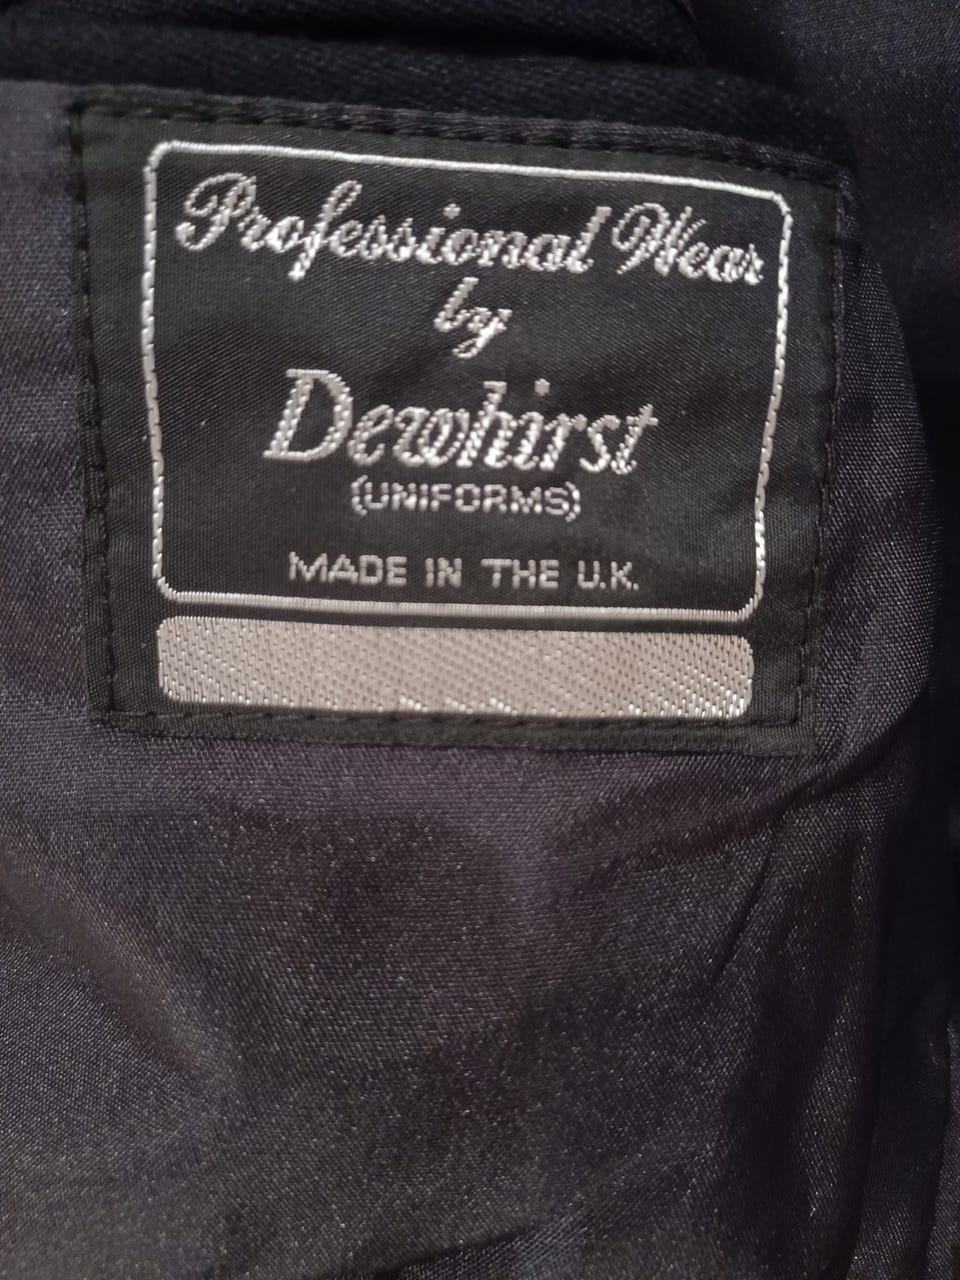 Professional Wear
by
Dewhirst
(UNIFORMS)
MADE IN THE U.K.